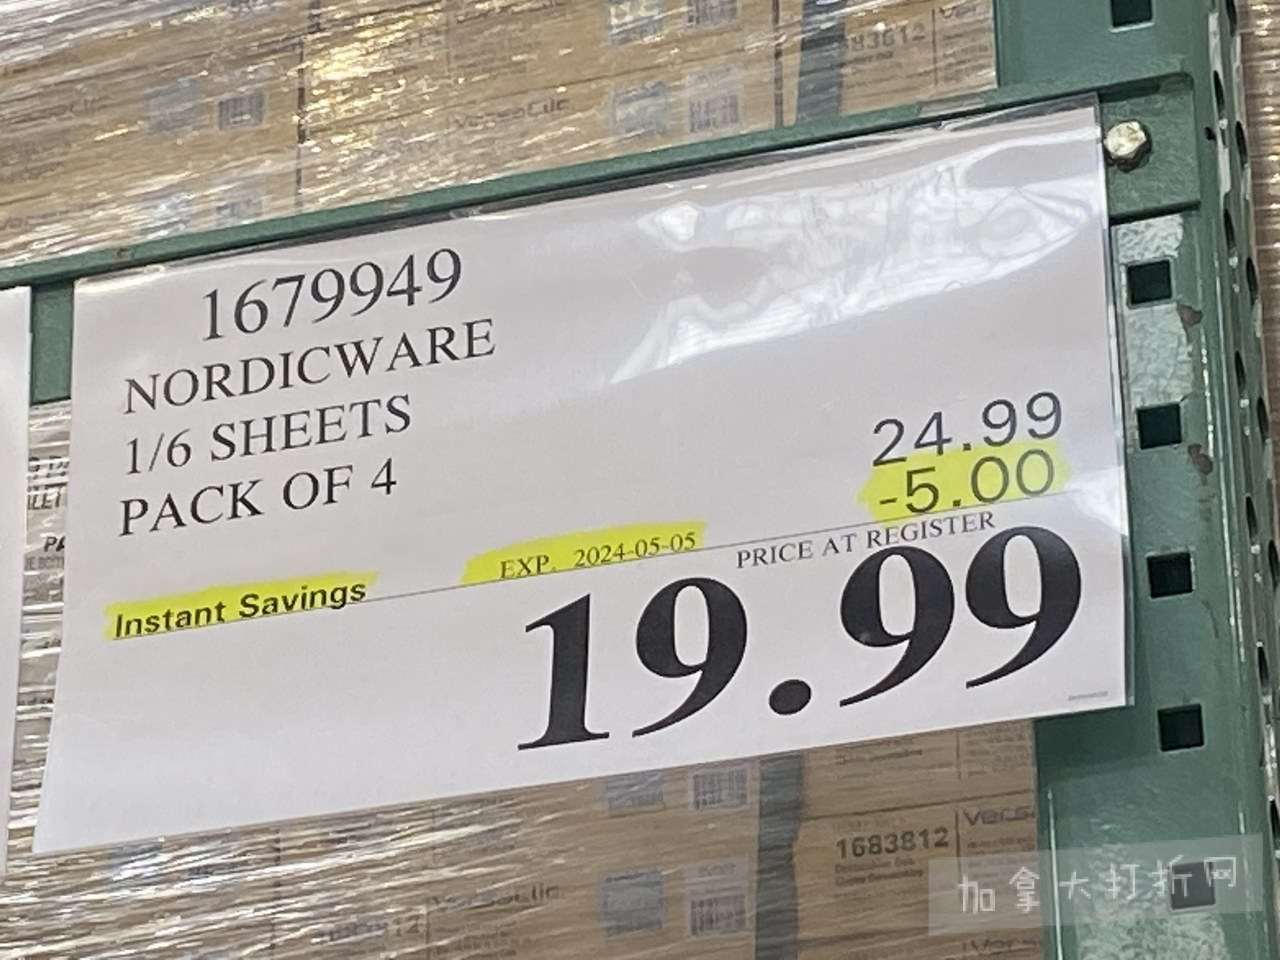 1679949
NORDICWARE
1/6 SHEETS
PACK OF 4
24.99
-5.00
Instant Savings
EXP. 2024-05-05
PRICE AT REGISTER
19.99
1683812
加拿大打折网